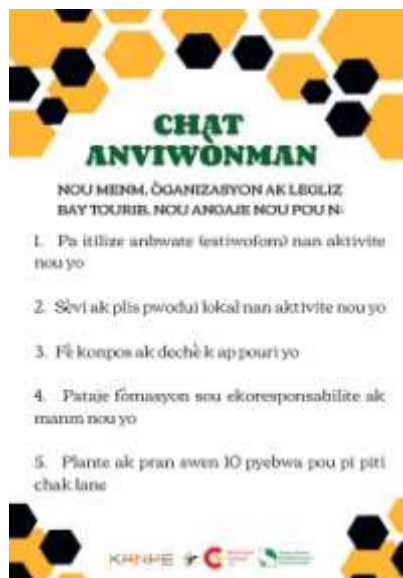 CHAT
ANVIWÒNMAN
NOU MENM, ÒGANIZASYON AK LEGLIZ
BAY TOURIB, NOU ANGAJE NOU POU N:
1. Pa itilize anbwate (estiwofom) nan aktivite
nou yo
2. Sèvi ak plis pwodui lokal nan aktivite nou yo
3. Fè konpos ak dechè k ap pouri yo
4. Pataje fòmasyon sou ekoresponsabilite ak
manm nou yo
5. Plante ak pran swen 10 pyebwa pou pi piti
chak lane
KANPE